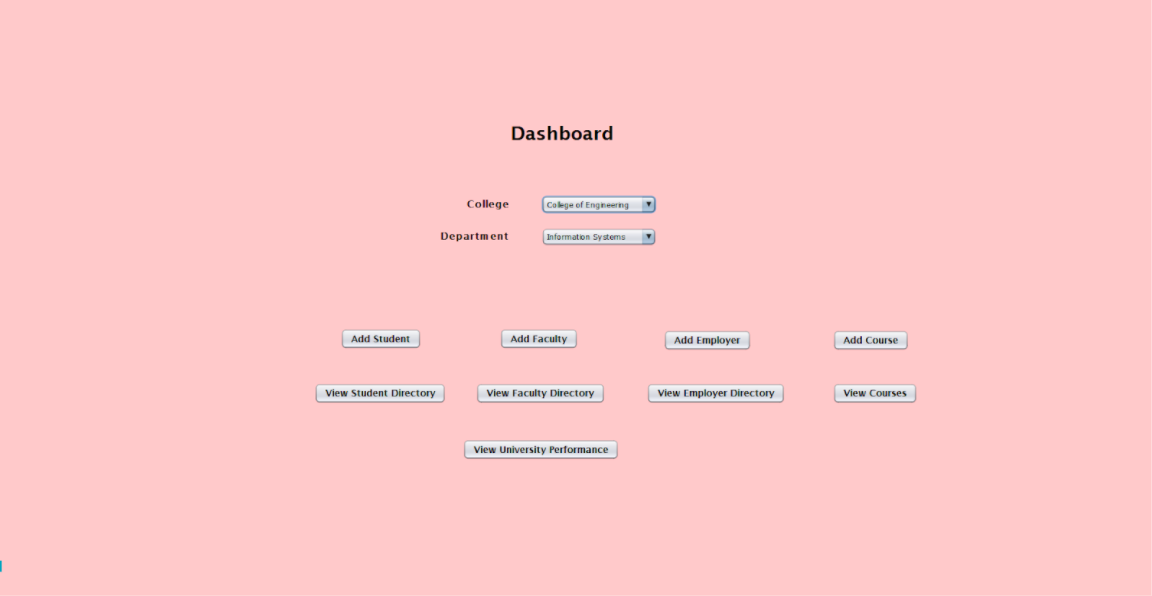 Dashboard
College College of Engineering
Department Information Systems
Add Student Add Faculty Add Employer Add Course
View Student Directory View Faculty Directory View Employer Directory View Courses
View University Performance